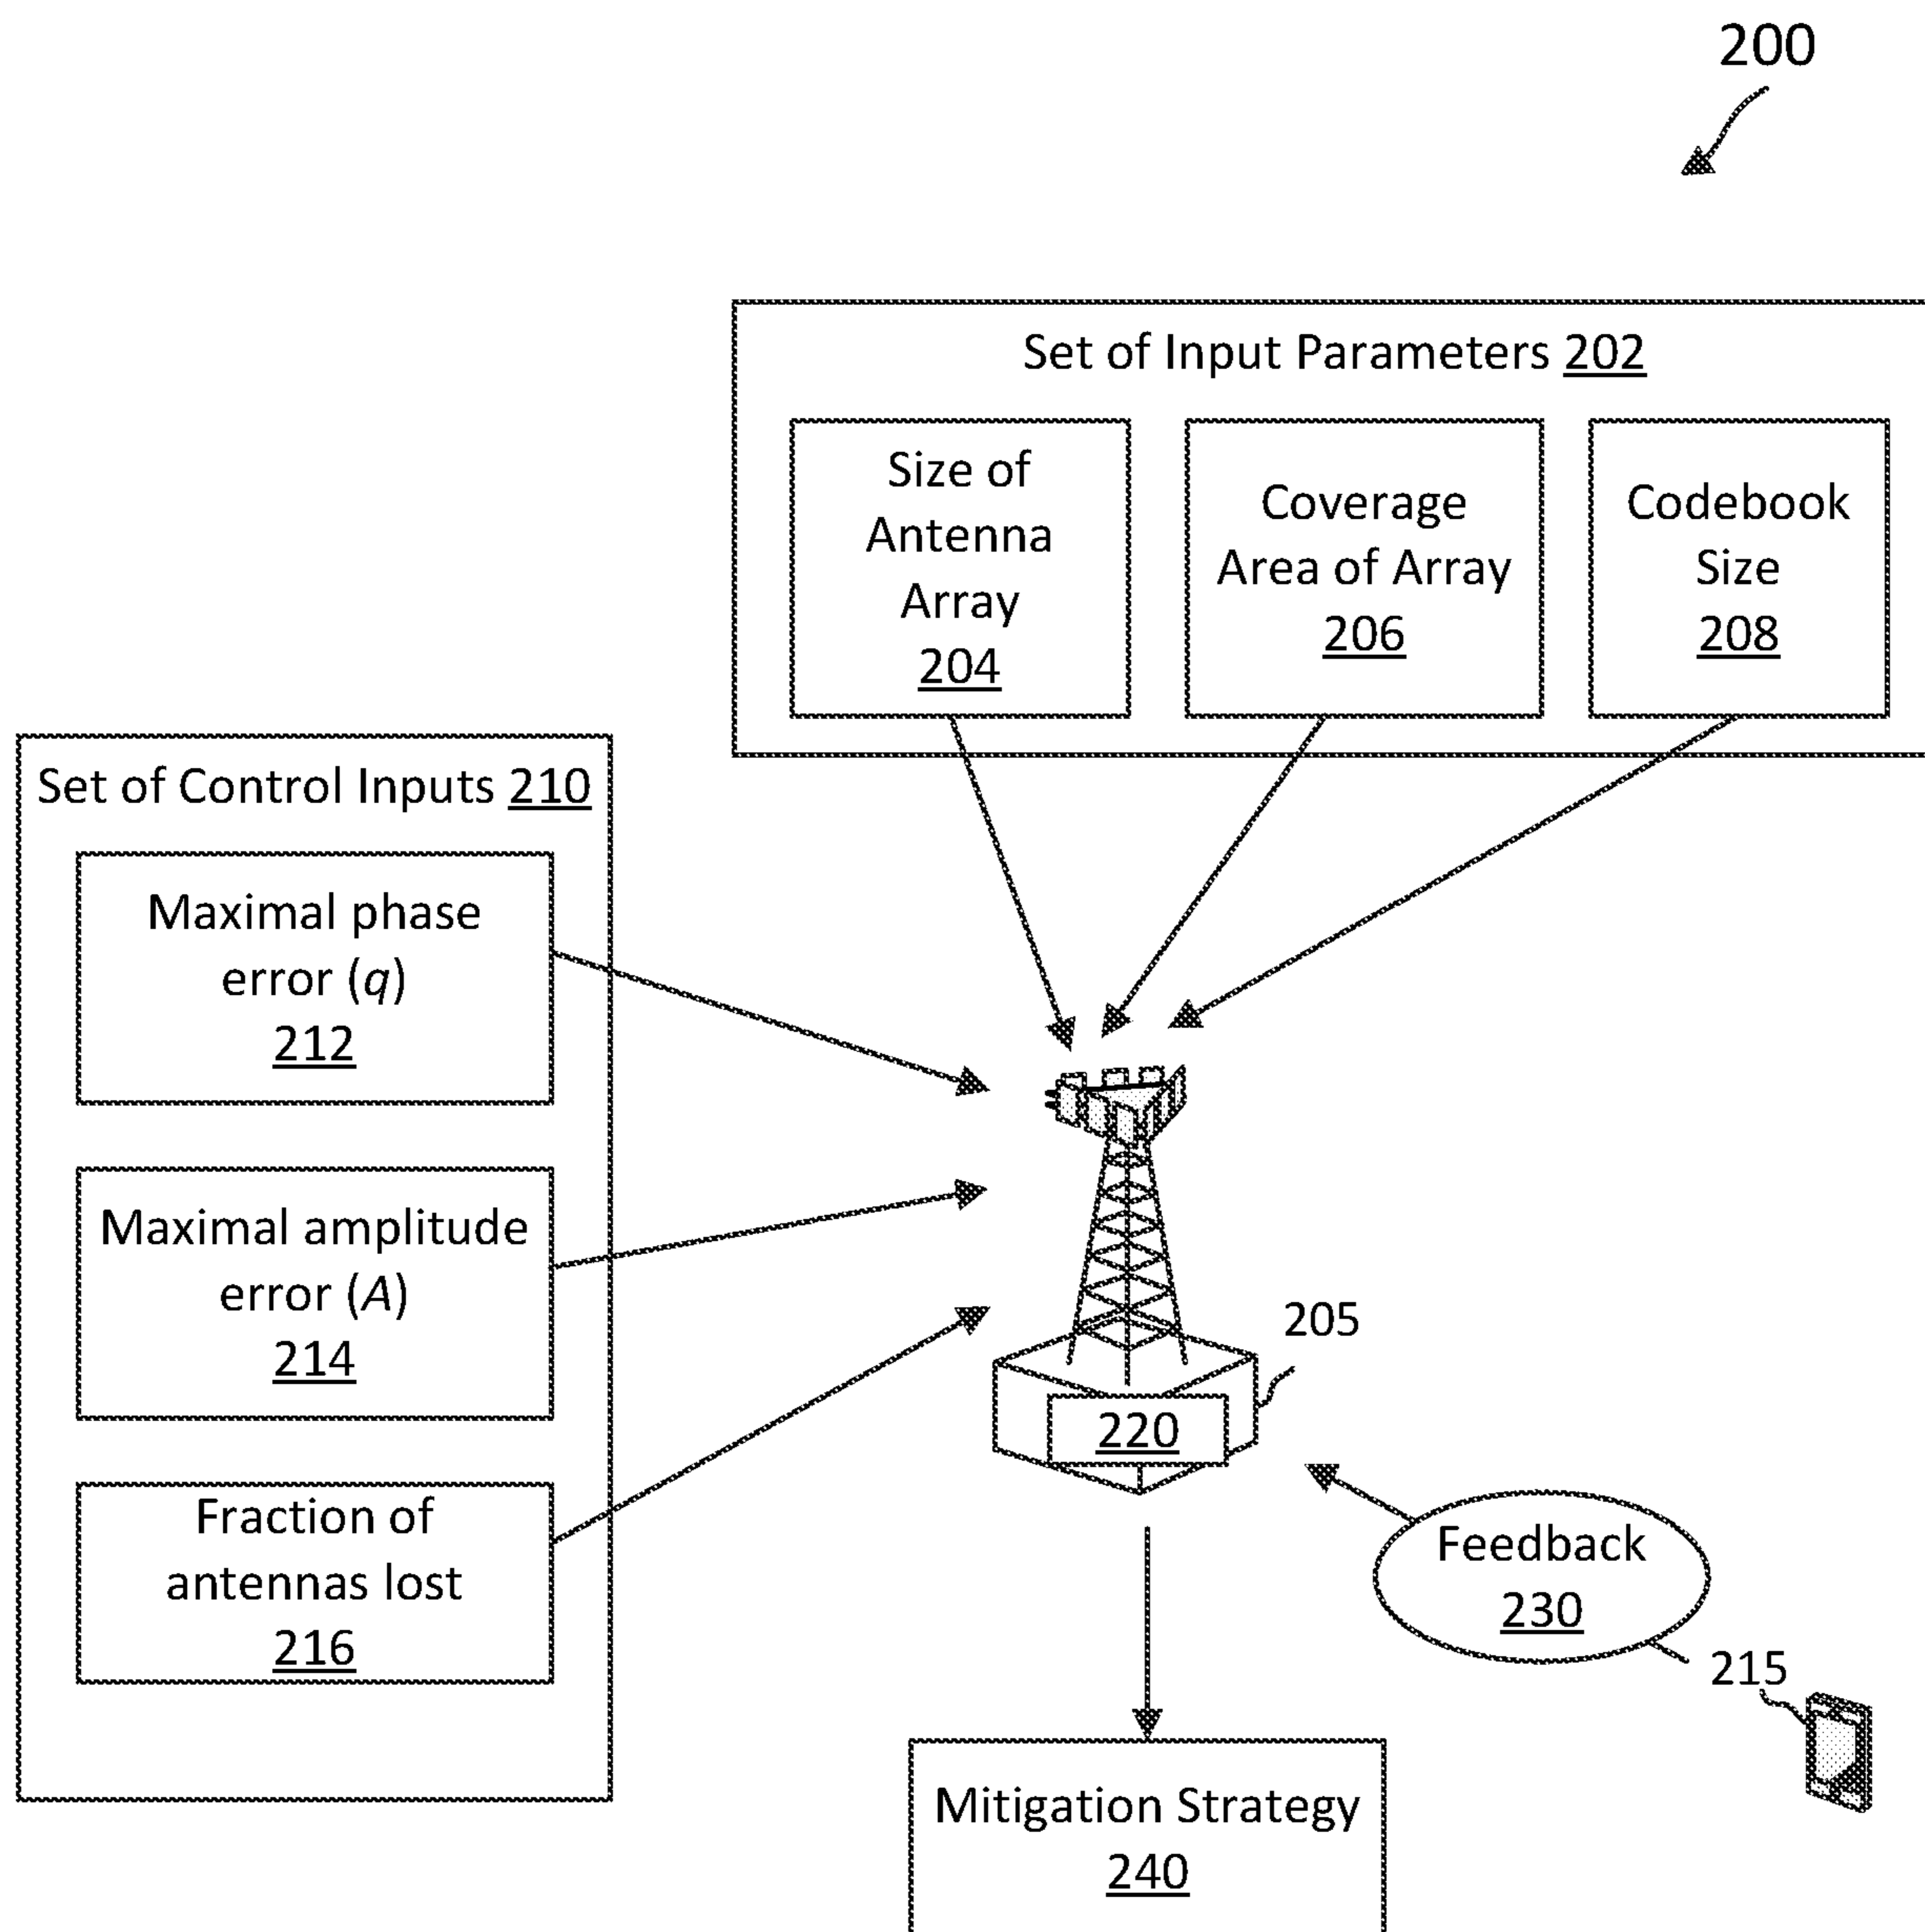 200
Set of Input Parameters 202
Size of
Antenna
Array
204
Coverage
Area of Array
206
Codebook
Size
208
Set of Control Inputs 210
Maximal phase
error (q)
212
Maximal amplitude
error (A)
214
Fraction of
antennas lost
216
205
220
Feedback
230
215
Mitigation Strategy
240